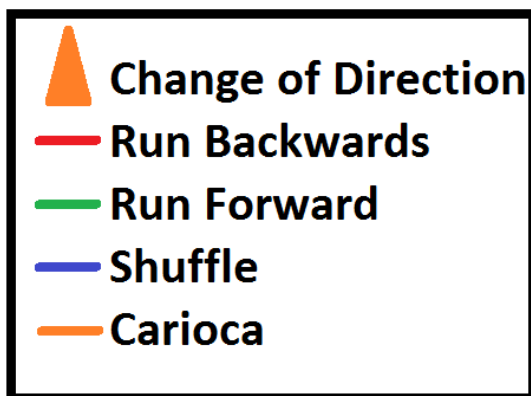 Change of Direction
Run Backwards
Run Forward
Shuffle
Carioca